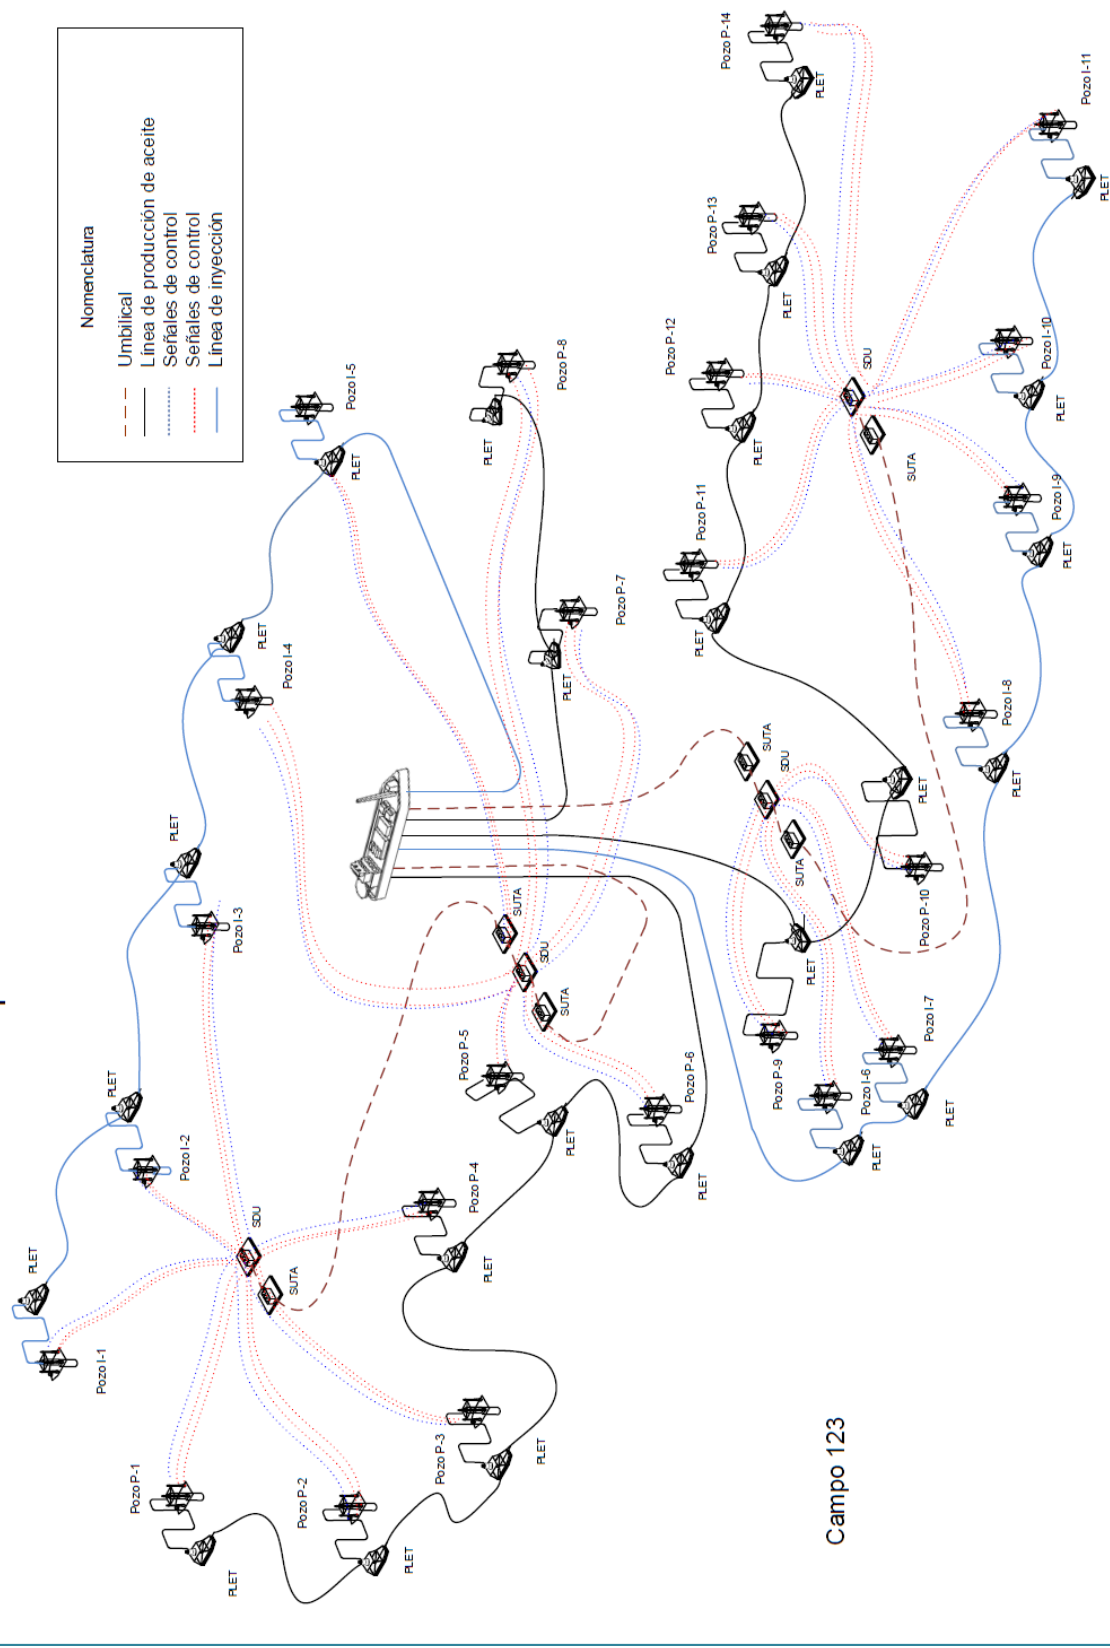 Nomenclatura
Umbilical
Línea de producción de aceite
Señales de control
Señales de control
Línea de inyección
Pozo P-14
PLET
Pozo I-11
PLET
Pozo P-13
PLET
Pozo P-12
PLET
SDU
SUTA
Pozo I-10
PLET
Pozo I-9
PLET
Pozo P-11
PLET
Pozo I-8
PLET
Pozo I-5
PLET
Pozo P-8
PLET
Pozo P-7
PLET
PLET
Pozo I-4
PLET
Pozo I-3
SUTA
SDU
SUTA
PLET
Pozo P-10
PLET
Pozo P-9
Pozo I-7
PLET
Pozo I-6
PLET
SUTA
SDU
SUTA
Pozo P-5
PLET
Pozo P-6
PLET
PLET
Pozo I-2
PLET
Pozo I-1
SDU
SUTA
Pozo P-4
PLET
Pozo P-3
PLET
Pozo P-1
PLET
Pozo P-2
PLET
Campo 123